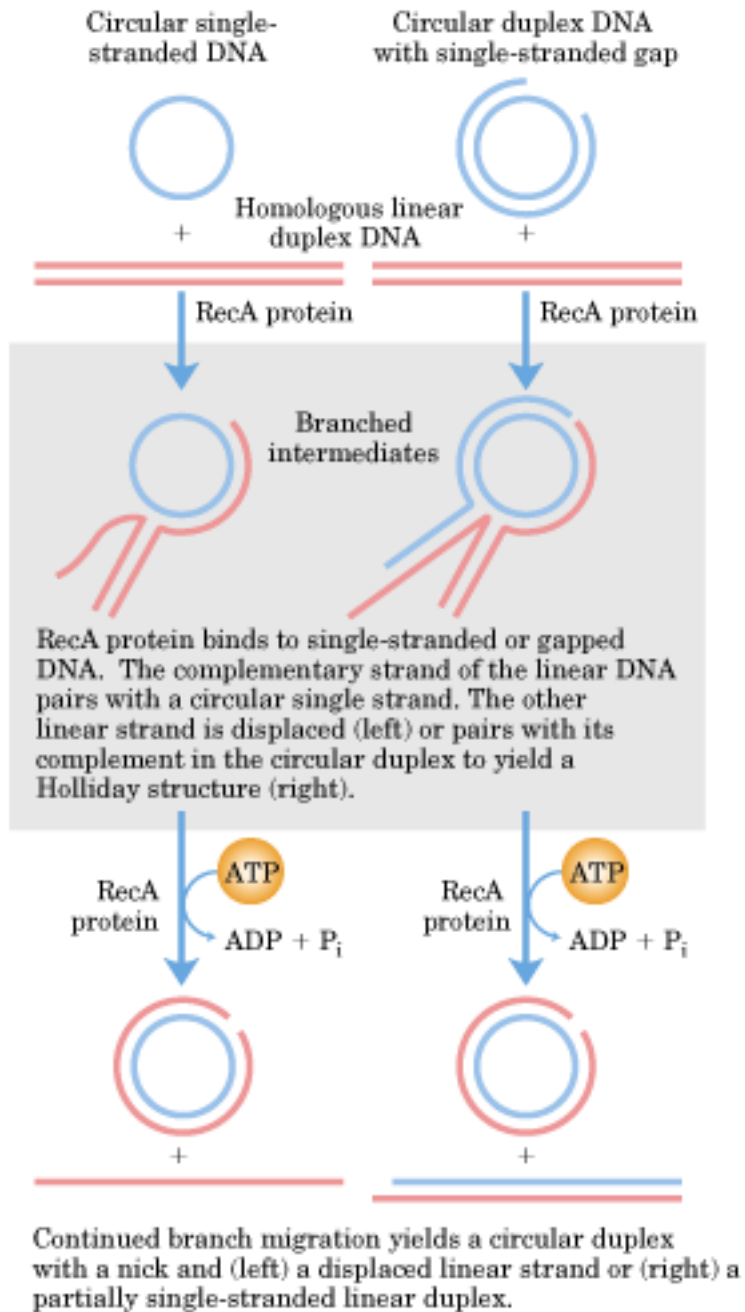 Circular single-
stranded DNA
Circular duplex DNA
with single-stranded gap
Homologous linear
duplex DNA
+
+
RecA protein
RecA protein
Branched
intermediates
RecA protein binds to single-stranded or gapped
DNA. The complementary strand of the linear DNA
pairs with a circular single strand. The other
linear strand is displaced (left) or pairs with its
complement in the circular duplex to yield a
Holliday structure (right).
RecA
protein
ATP
ADP + Pi
RecA
protein
ATP
ADP + Pi
+
+
Continued branch migration yields a circular duplex
with a nick and (left) a displaced linear strand or (right) a
partially single-stranded linear duplex.